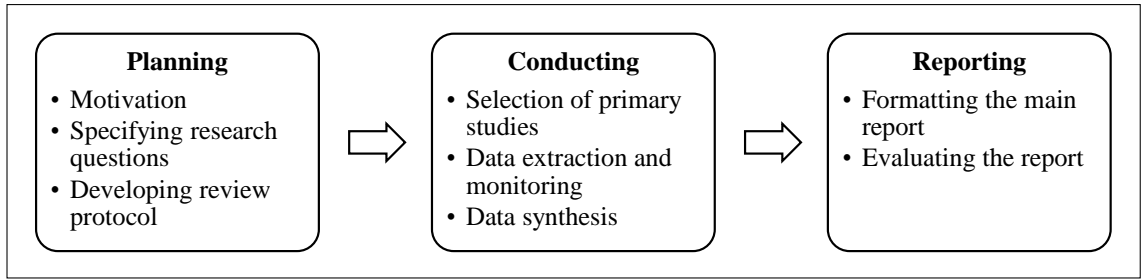 Planning
• Motivation
• Specifying research
questions
• Developing review
protocol
Conducting
• Selection of primary
studies
• Data extraction and
monitoring
• Data synthesis
Reporting
• Formatting the main
report
• Evaluating the report